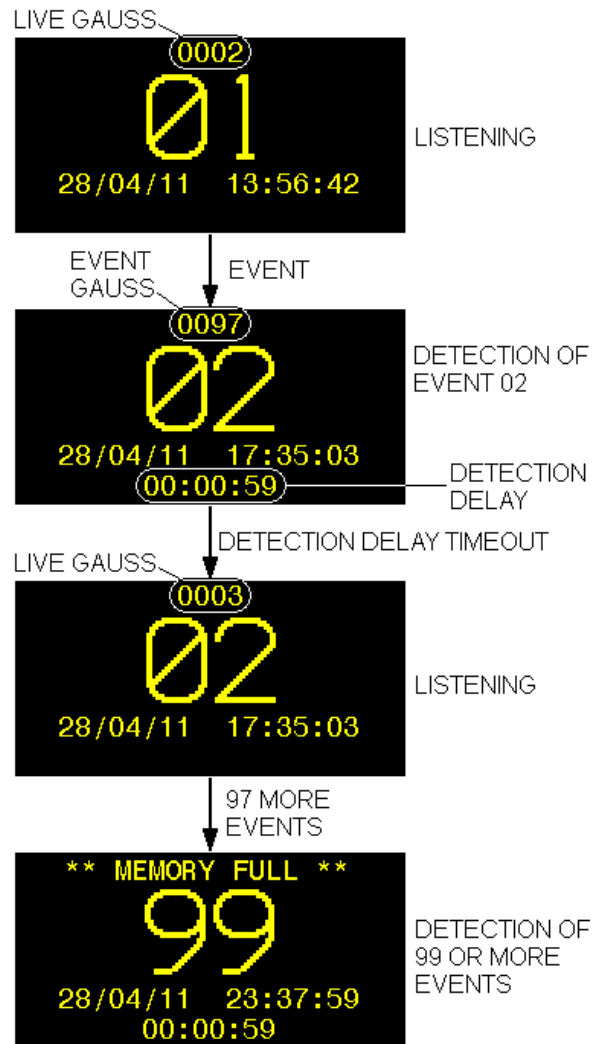 LIVE GAUSS
0002
01
LISTENING
28/04/11 13:56:42
EVENT
GAUSS
EVENT
0097
02
DETECTION OF
EVENT 02
28/04/11 17:35:03
00:00:59
DETECTION
DELAY
DETECTION DELAY TIMEOUT
LIVE GAUSS
0003
02
LISTENING
28/04/11 17:35:03
97 MORE
EVENTS
** MEMORY FULL **
99
DETECTION OF
99 OR MORE
EVENTS
28/04/11 23:37:59
00:00:59